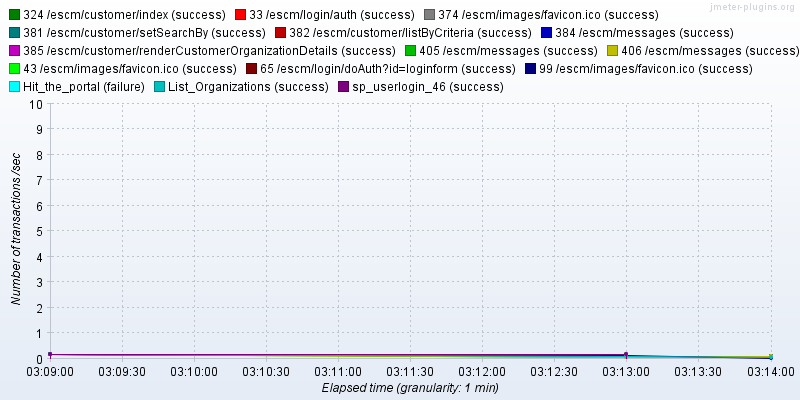 jmeter-plugins.org
324 /escm/customer/index (success) 33 /escm/login/auth (success) 374 /escm/images/favicon.ico (success)
381 /escm/customer/setSearchBy (success) 382 /escm/customer/listByCriteria (success) 384 /escm/messages (success)
385 /escm/customer/renderCustomerOrganizationDetails (success) 405 /escm/messages (success) 406 /escm/messages (success)
43 /escm/images/favicon.ico (success) 65 /escm/login/doAuth?id=loginform (success) 99 /escm/images/favicon.ico (success)
Hit_the_portal (failure) List_Organizations (success) sp_userlogin_46 (success)
Number of transactions /sec
10
9
8
7
6
5
4
3
2
1
0
03:09:00 03:09:30 03:10:00 03:10:30 03:11:00 03:11:30 03:12:00 03:12:30 03:13:00 03:13:30 03:14:00
Elapsed time (granularity: 1 min)